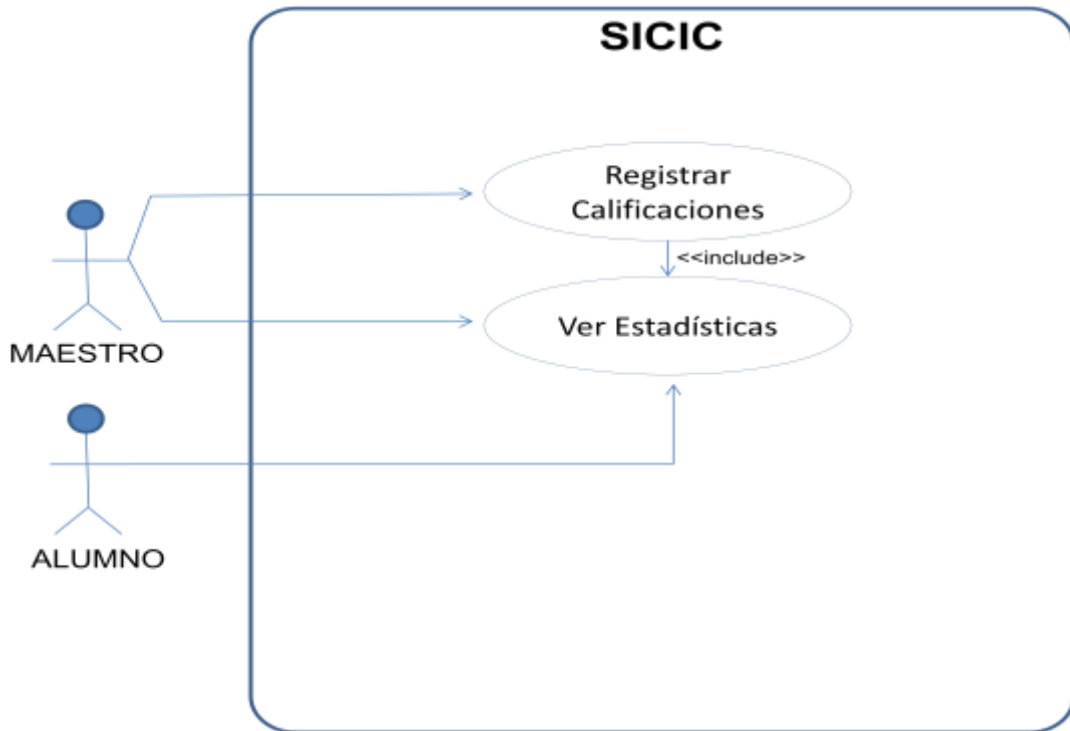 SICIC
Registrar
Calificaciones
<<include>>
Ver Estadísticas
MAESTRO
ALUMNO